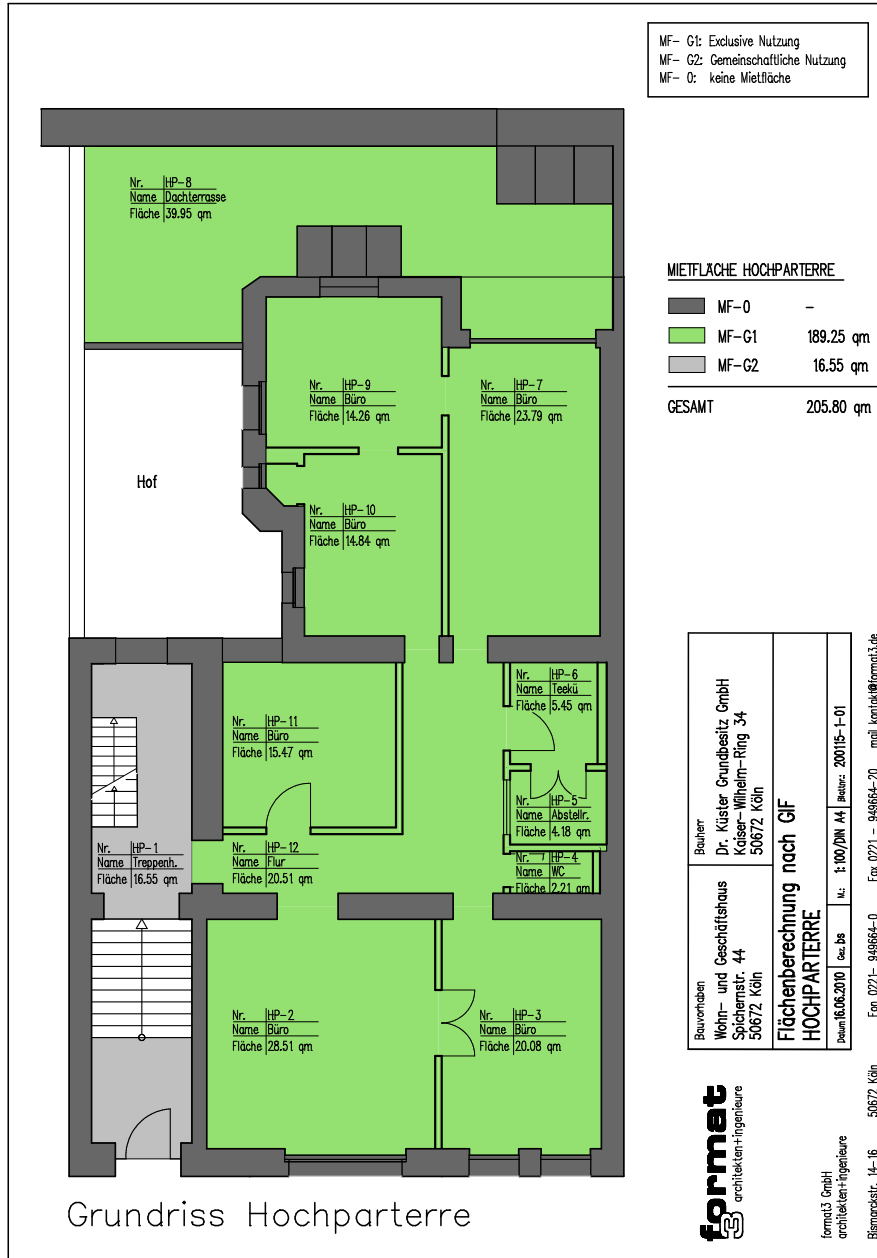 MF- G1: Exclusive Nutzung
MF- G2: Gemeinschaftliche Nutzung
MF- 0: keine Mietfläche
Nr. HP-8
Name Dachterrasse
Fläche 39.95 qm
MIETFLÄCHE HOCHPARTERRE
MF-0 -
MF-G1 189.25 qm
MF-G2 16.55 qm
GESAMT 205.80 qm
Nr. HP-9
Name Büro
Fläche 14.26 qm
Nr. HP-7
Name Büro
Fläche 23.79 qm
Hof
Nr. HP-10
Name Büro
Fläche 14.84 qm
Nr. HP-6
Name Teekü
Fläche 5.45 qm
Nr. HP-11
Name Büro
Fläche 15.47 qm
Nr. HP-5
Name Abstellr.
Fläche 4.18 qm
Nr. HP-1
Name Treppenh.
Fläche 16.55 qm
Nr. HP-12
Name Flur
Fläche 20.51 qm
Nr. HP-4
Name WC
Fläche 2.21 qm
Nr. HP-2
Name Büro
Fläche 28.51 qm
Nr. HP-3
Name Büro
Fläche 20.08 qm
Bauvorhaben
Wohn- und Geschäftshaus
Spichernstr. 44
50672 Köln
Bauherr
Dr. Küster Grundbesitz GmbH
Kaiser-Wilhelm-Ring 34
50672 Köln
Flächenberechnung nach GIF
HOCHPARTERRE
Datum 16.06.2010 Gez. bs M.: 1:100/DIN A4 Blattnr.: 200115-1-01
format
3 architekten+ingenieure
format3 GmbH
architekten+ingenieure
Bismarckstr. 14-16 50672 Köln Fon 0221- 949664-0 Fax 0221 - 949664-20 mail kontakt@format3.de
Grundriss Hochparterre